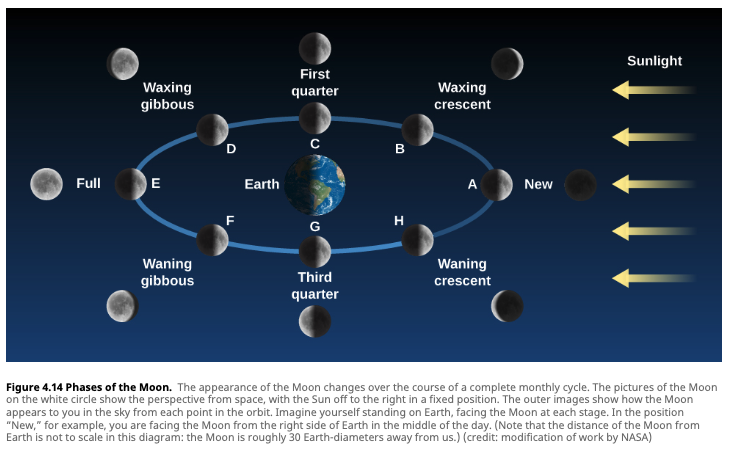 Sunlight
First
quarter
Waxing
gibbous
Waxing
crescent
D
C
B
Full
E
Earth
A
New
F
G
H
Waning
gibbous
Third
quarter
Waning
crescent
Figure 4.14 Phases of the Moon. The appearance of the Moon changes over the course of a complete monthly cycle. The pictures of the Moon
on the white circle show the perspective from space, with the Sun off to the right in a fixed position. The outer images show how the Moon
appears to you in the sky from each point in the orbit. Imagine yourself standing on Earth, facing the Moon at each stage. In the position
“New,” for example, you are facing the Moon from the right side of Earth in the middle of the day. (Note that the distance of the Moon from
Earth is not to scale in this diagram: the Moon is roughly 30 Earth-diameters away from us.) (credit: modification of work by NASA)